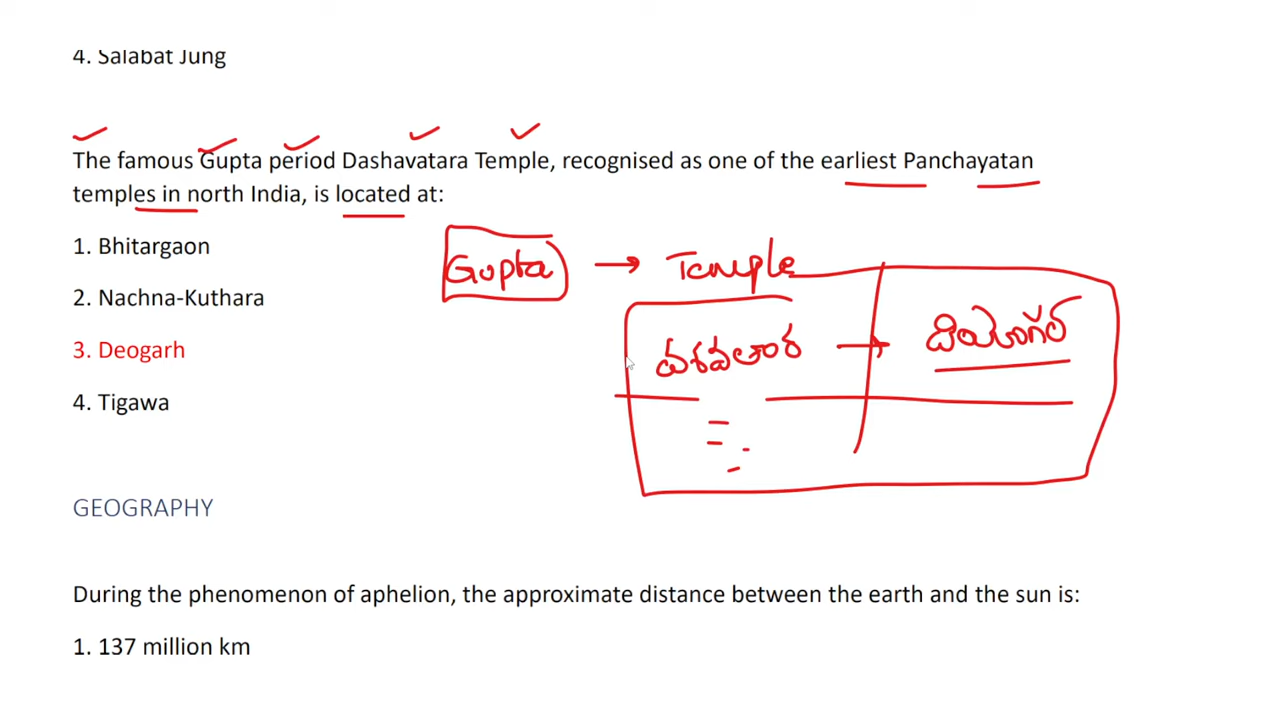 4. Salabat Jung
The famous Gupta period Dashavatara Temple, recognised as one of the earliest Panchayatan
temples in north India, is located at:
1. Bhitargaon
Gupta → Temple
2. Nachna-Kuthara
3. Deogarh
4. Tigawa
GEOGRAPHY
During the phenomenon of aphelion, the approximate distance between the earth and the sun is:
1. 137 million km